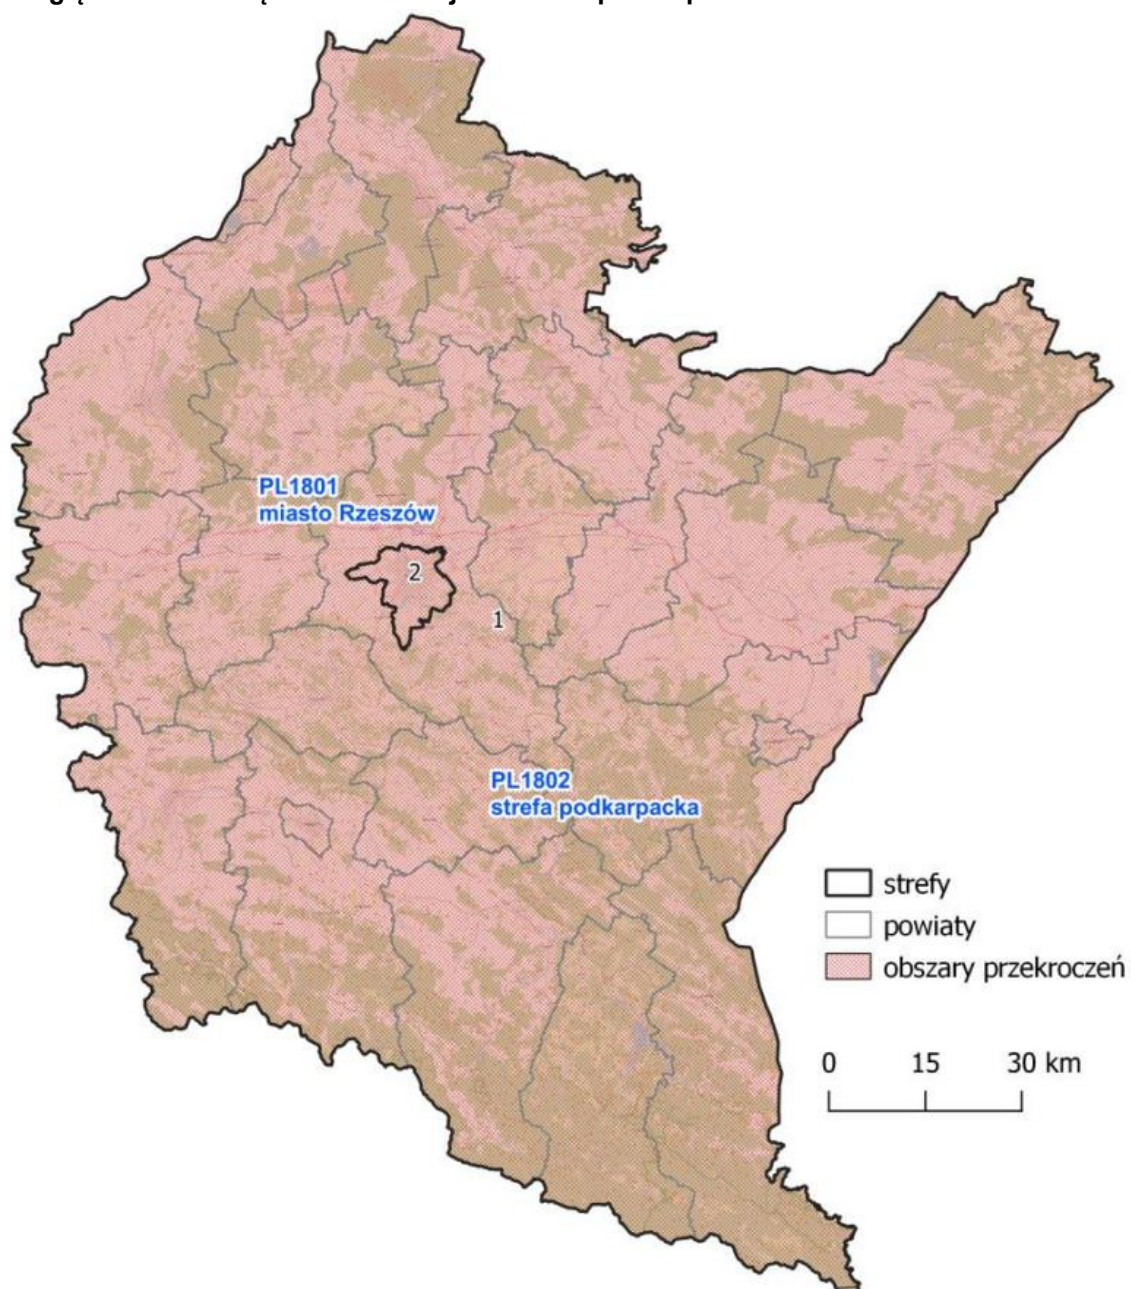 PL1801
miasto Rzeszów
2
1
PL1802
strefa podkarpacka
strefy
powiaty
obszary przekroczeń
0 15 30 km